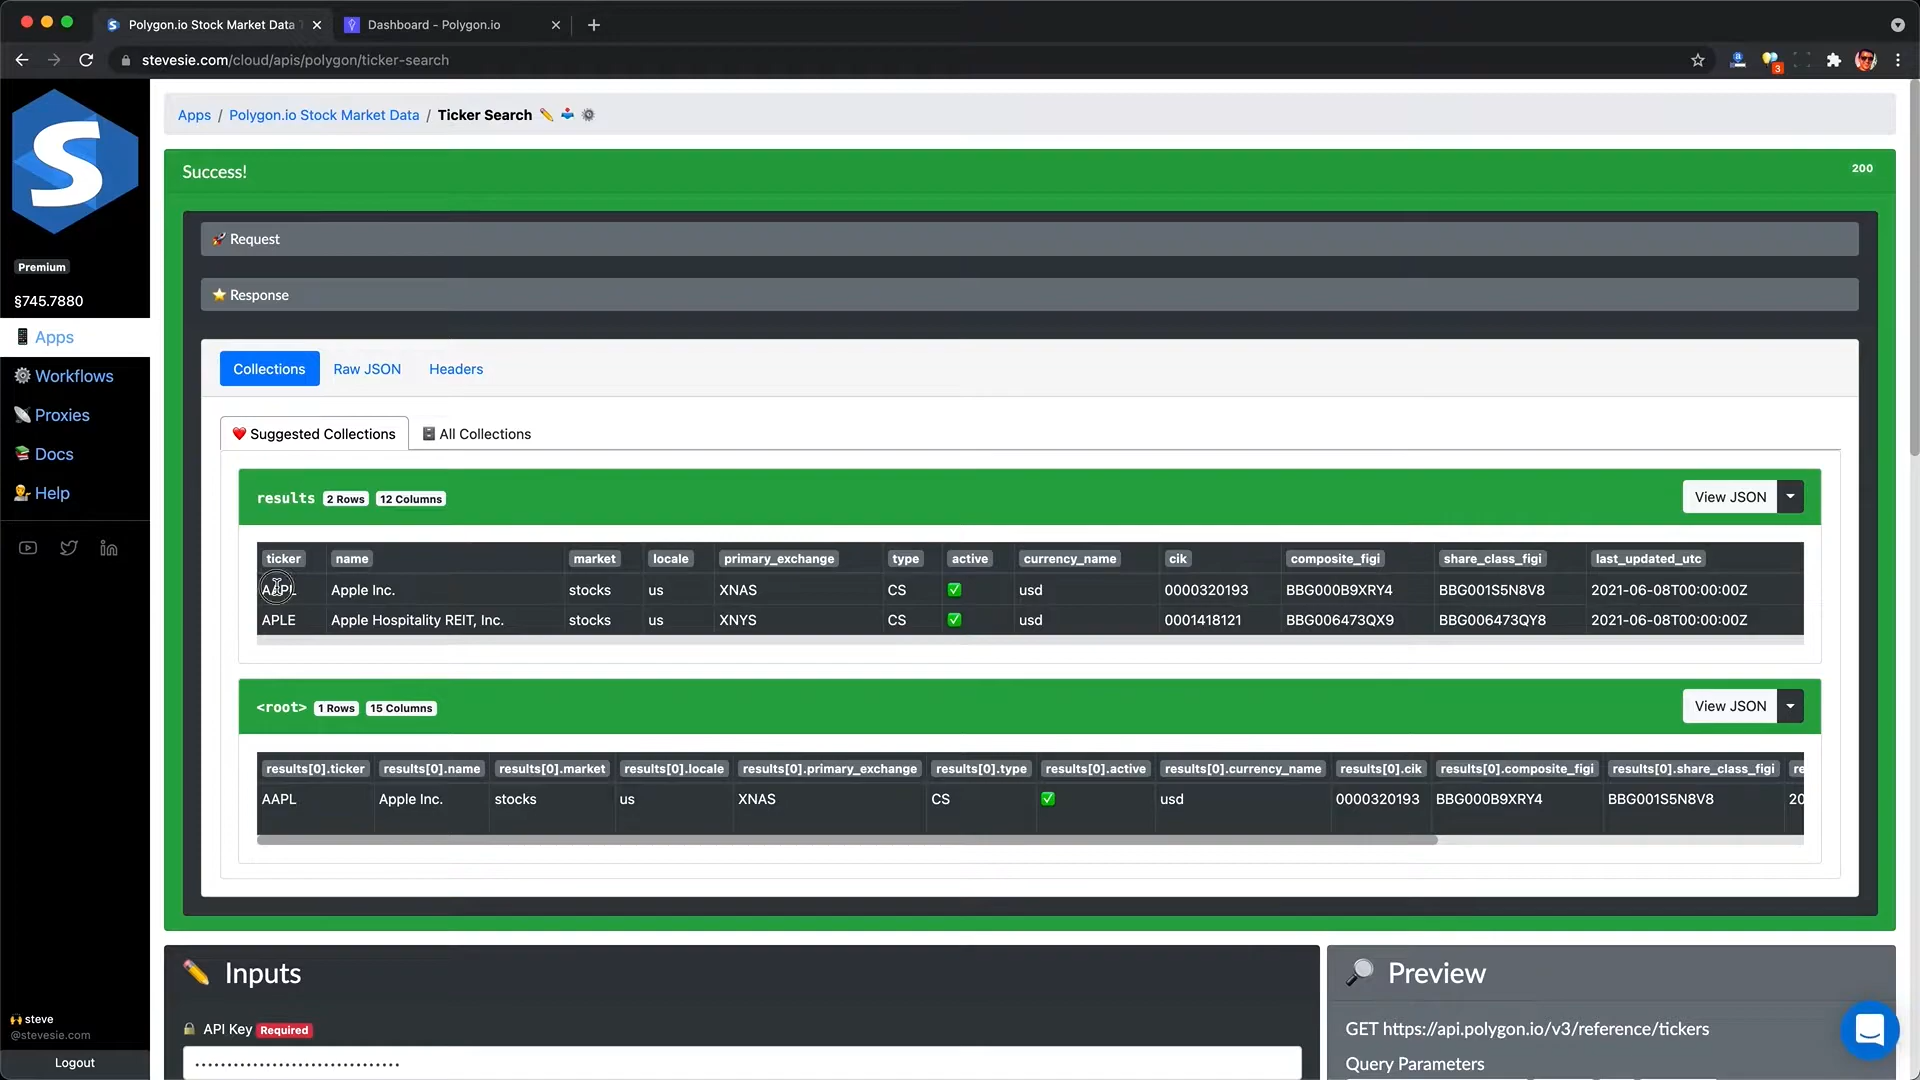 Polygon.io Stock Market Data
Dashboard - Polygon.io
stevesie.com/cloud/apis/polygon/ticker-search
3
S
Premium
§745.7880
Apps
Workflows
Proxies
Docs
Help
steve
@stevesie.com
Logout
Apps / Polygon.io Stock Market Data / Ticker Search
Success!
200
Request
Response
Collections Raw JSON Headers
Suggested Collections All Collections
results 2 Rows 12 Columns View JSON
ticker name market locale primary_exchange type active currency_name cik composite_figi share_class_figi last_updated_utc
AAPL Apple Inc. stocks us XNAS CS usd 0000320193 BBG000B9XRY4 BBG001S5N8V8 2021-06-08T00:00:00Z
APLE Apple Hospitality REIT, Inc. stocks us XNYS CS usd 0001418121 BBG006473QX9 BBG006473QY8 2021-06-08T00:00:00Z
<root> 1 Rows 15 Columns View JSON
results[0].ticker results[0].name results[0].market results[0].locale results[0].primary_exchange results[0].type results[0].active results[0].currency_name results[0].cik results[0].composite_figi results[0].share_class_figi re
AAPL Apple Inc. stocks us XNAS CS usd 0000320193 BBG000B9XRY4 BBG001S5N8V8 20
Inputs
API Key Required
Preview
GET https://api.polygon.io/v3/reference/tickers
Query Parameters